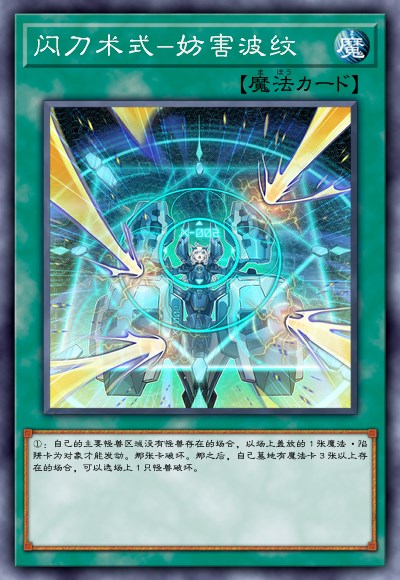 闪刀术式-妨害波纹
魔
【魔法カード】
ま ほう
X-002
①：自己的主要怪兽区域没有怪兽存在的场合，以场上盖放的1张魔法·陷
阱卡为对象才能发动。那张卡破坏。那之后，自己墓地有魔法卡3张以上存
在的场合，可以选场上1只怪兽破坏。